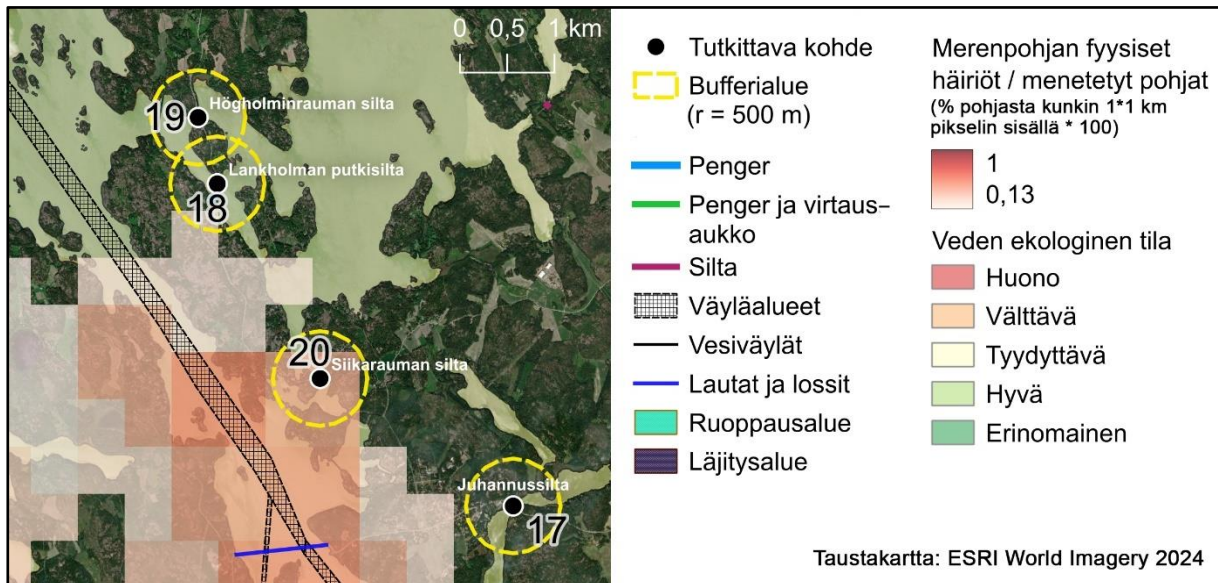 0 0,5 1 km
Högholminrauman silta
19
Lankholman putkisilta
18
20
Siikarauman silta
Juhannussilta
17
Tutkittava kohde
Bufferialue
(r = 500 m)
Penger
Penger ja virtaus-
aukko
Silta
Väyläalueet
Vesiväylät
Lautat ja lossit
Ruoppausalue
Läjitysalue
Merenpohjan fyysiset
häiriöt / menetetyt pohjat
(% pohjasta kunkin 1*1 km
pikselin sisällä * 100)
1
0,13
Veden ekologinen tila
Huono
Välttävä
Tyydyttävä
Hyvä
Erinomainen
Taustakartta: ESRI World Imagery 2024